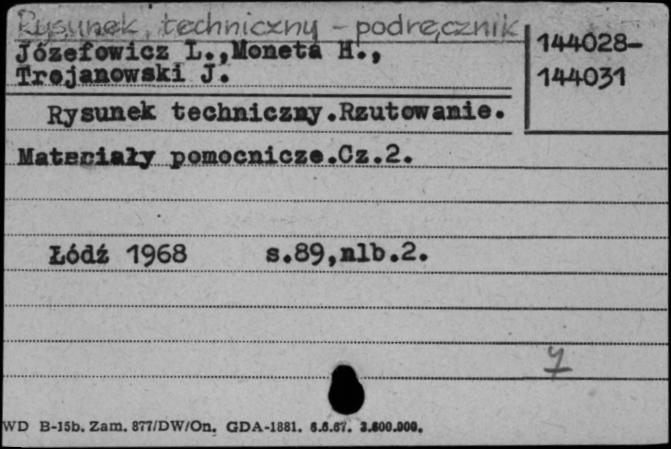 Rysunek techniczny - podręcznik
Józefowicz L., Moneta H.,
Trojanowski J.
144028-
144031
Rysunek techniczny.Rzutowanie.
Materiały pomocnicze.Cz.2.
Łódź 1968 s.89,nlb.2.
7
WD B-15b. Zam. 877/DW/On. GDA-1881. 6.6.67. 3.800.000.